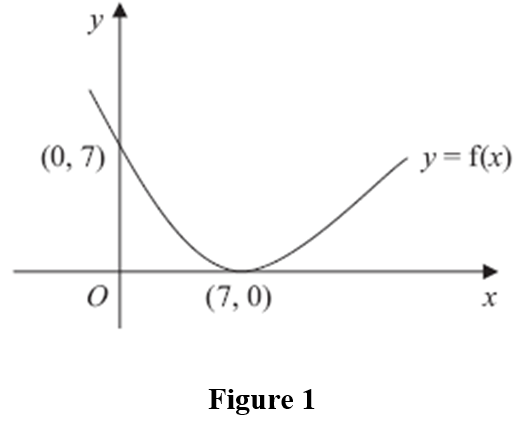 y
(0, 7)
y = f(x)
O
(7, 0)
x
Figure 1